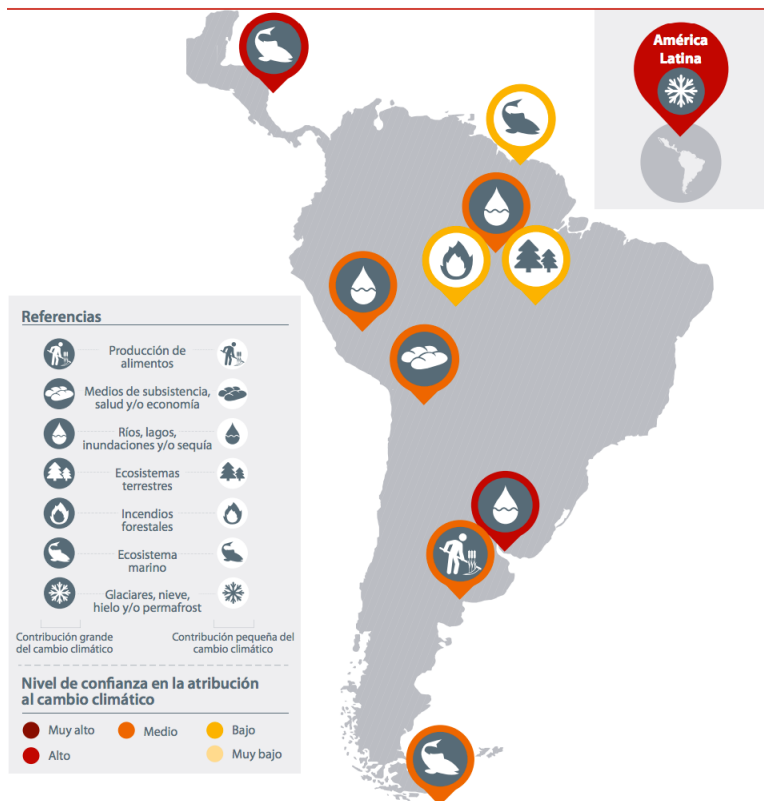 América
Latina
Referencias
Producción de
alimentos
Medios de subsistencia,
salud y/o economía
Ríos, lagos,
inundaciones y/o sequía
Ecosistemas
terrestres
Incendios
forestales
Ecosistema
marino
Glaciares, nieve,
hielo y/o permafrost
Contribución grande
del cambio climático
Contribución pequeña del
cambio climático
Nivel de confianza en la atribución
al cambio climático
Muy alto
Medio
Bajo
Alto
Muy bajo